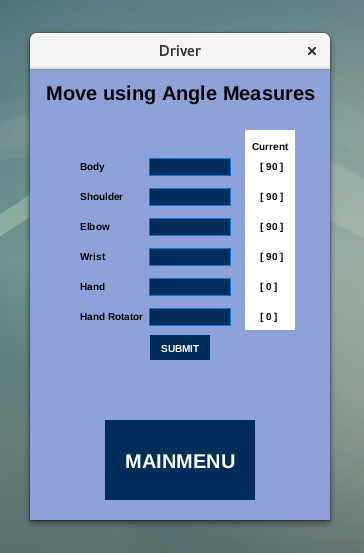 Driver
Move using Angle Measures
Current
Body [ 90 ]
Shoulder [ 90 ]
Elbow [ 90 ]
Wrist [ 90 ]
Hand [ 0 ]
Hand Rotator [ 0 ]
SUBMIT
MAINMENU